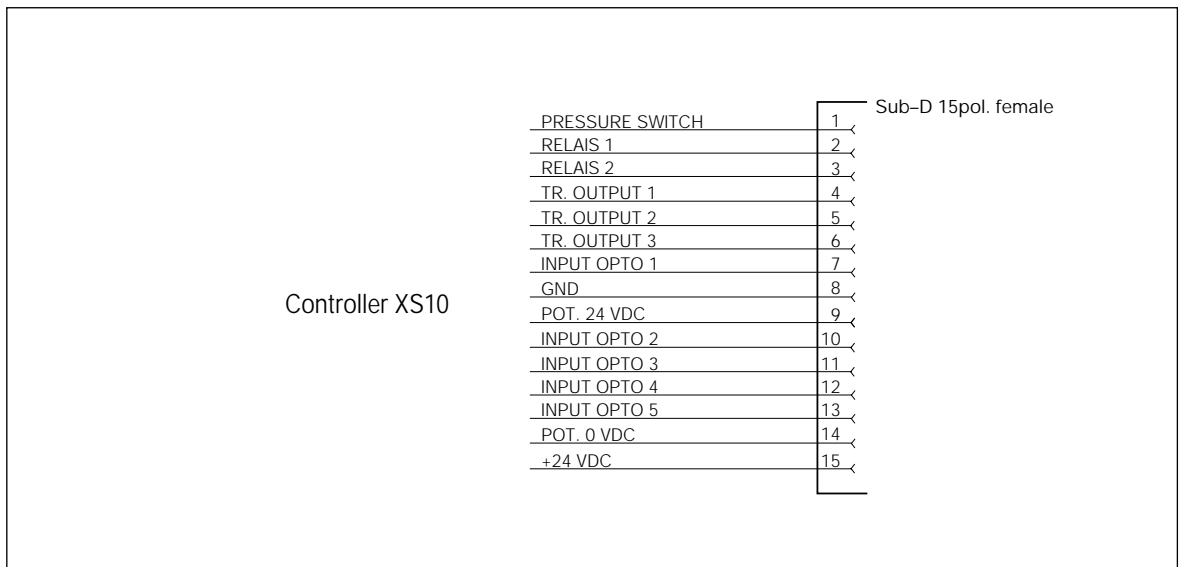 Sub–D 15pol. female
PRESSURE SWITCH 1
RELAIS 1 2
RELAIS 2 3
TR. OUTPUT 1 4
TR. OUTPUT 2 5
TR. OUTPUT 3 6
INPUT OPTO 1 7
GND 8
Controller XS10
POT. 24 VDC 9
INPUT OPTO 2 10
INPUT OPTO 3 11
INPUT OPTO 4 12
INPUT OPTO 5 13
POT. 0 VDC 14
+24 VDC 15